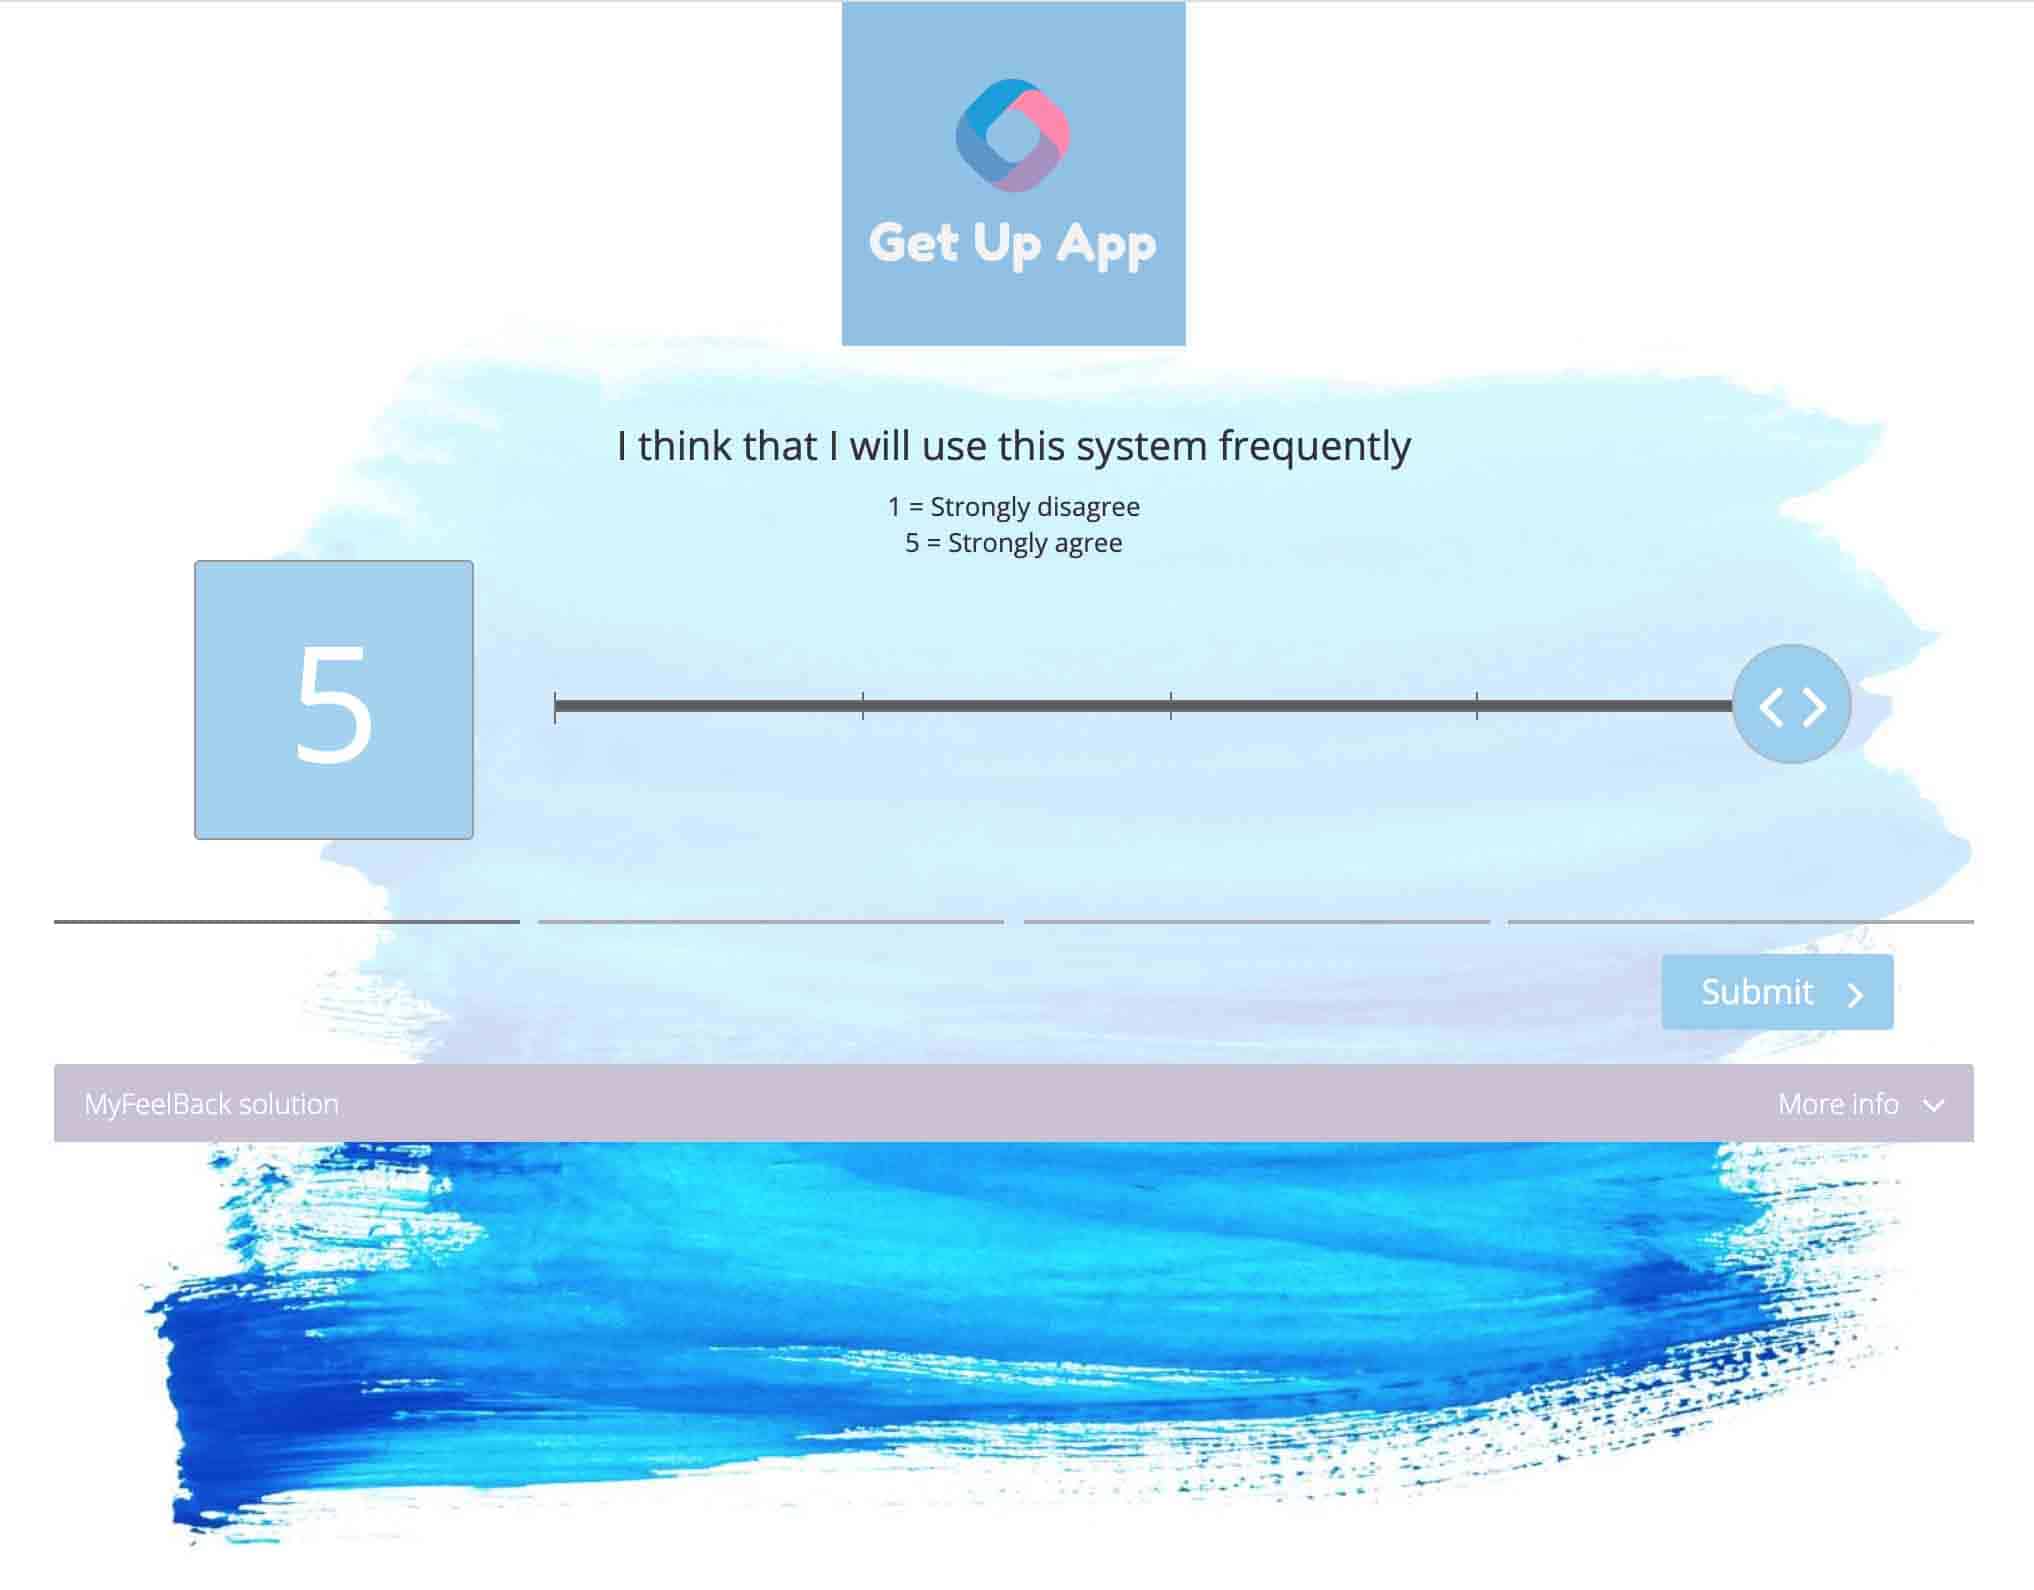 Get Up App
I think that I will use this system frequently
1 = Strongly disagree
5 = Strongly agree
5
Submit
MyFeelBack solution
More info